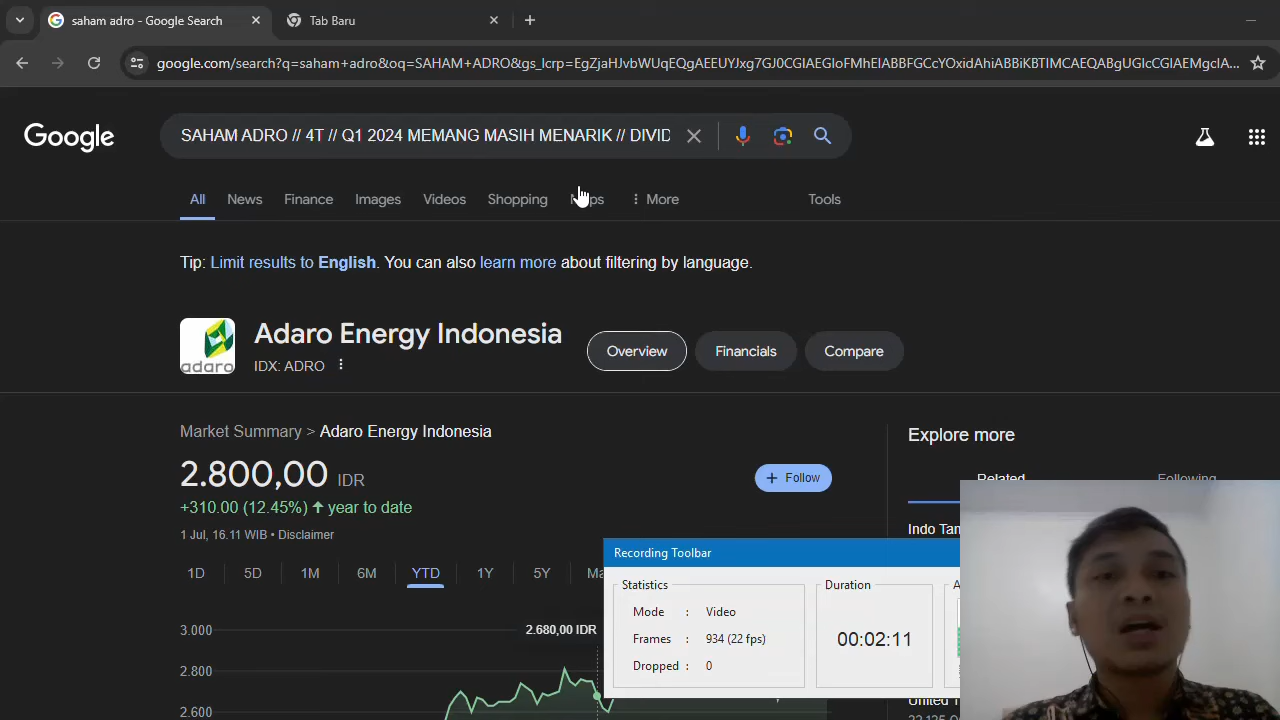 saham adro - Google Search
Tab Baru
google.com/search?q=saham+adro&oq=SAHAM+ADRO&gs_lcrp=EgZjaHJvbWUqEQgAEEUYJxg7GJ0CGIAEGIoFMhEIABBFGCcYOxidAhiABBiKBTIMCAEQABgUGIcCGIAEMgcIA...
Google
SAHAM ADRO // 4T // Q1 2024 MEMANG MASIH MENARIK // DIVID
All
News
Finance
Images
Videos
Shopping
More
Tools
Tip: Limit results to English. You can also learn more about filtering by language.
adaro
Adaro Energy Indonesia
IDX: ADRO
Overview
Financials
Compare
Market Summary > Adaro Energy Indonesia
2.800,00 IDR
+310.00 (12.45%) ↑ year to date
1 Jul, 16.11 WIB • Disclaimer
+ Follow
1D
5D
1M
6M
YTD
1Y
5Y
3.000
2.800
2.600
2.680,00 IDR
Explore more
Related
Following
Indo Tan
Recording Toolbar
Statistics
Mode : Video
Frames : 934 (22 fps)
Dropped : 0
Duration
00:02:11